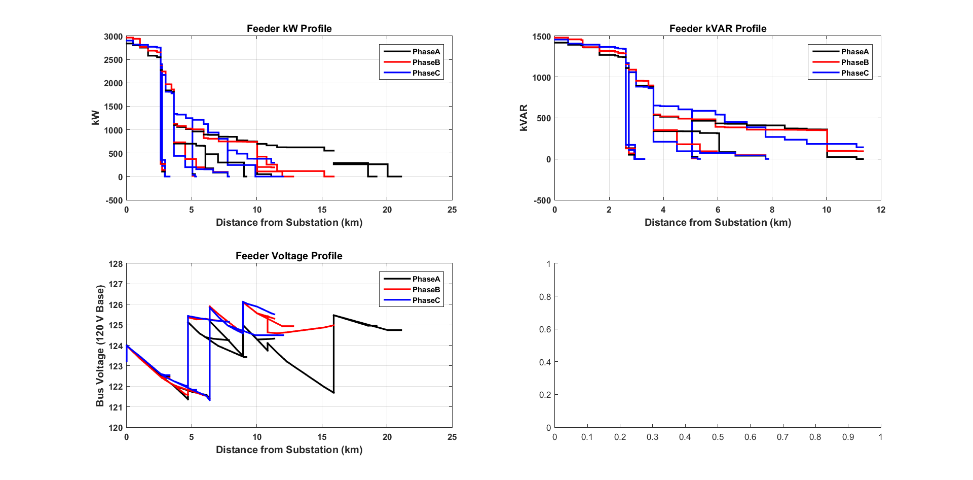 Feeder kW Profile
3000
2500
2000
1500
1000
500
0
-500
kW
PhaseA
PhaseB
PhaseC
0 5 10 15 20 25
Distance from Substation (km)
Feeder kVAR Profile
1500
1000
500
0
-500
kVAR
PhaseA
PhaseB
PhaseC
0 2 4 6 8 10 12
Distance from Substation (km)
Feeder Voltage Profile
128
127
126
125
124
123
122
121
120
Bus Voltage (120 V Base)
PhaseA
PhaseB
PhaseC
0 5 10 15 20 25
Distance from Substation (km)
1
0.8
0.6
0.4
0.2
0
0 0.1 0.2 0.3 0.4 0.5 0.6 0.7 0.8 0.9 1